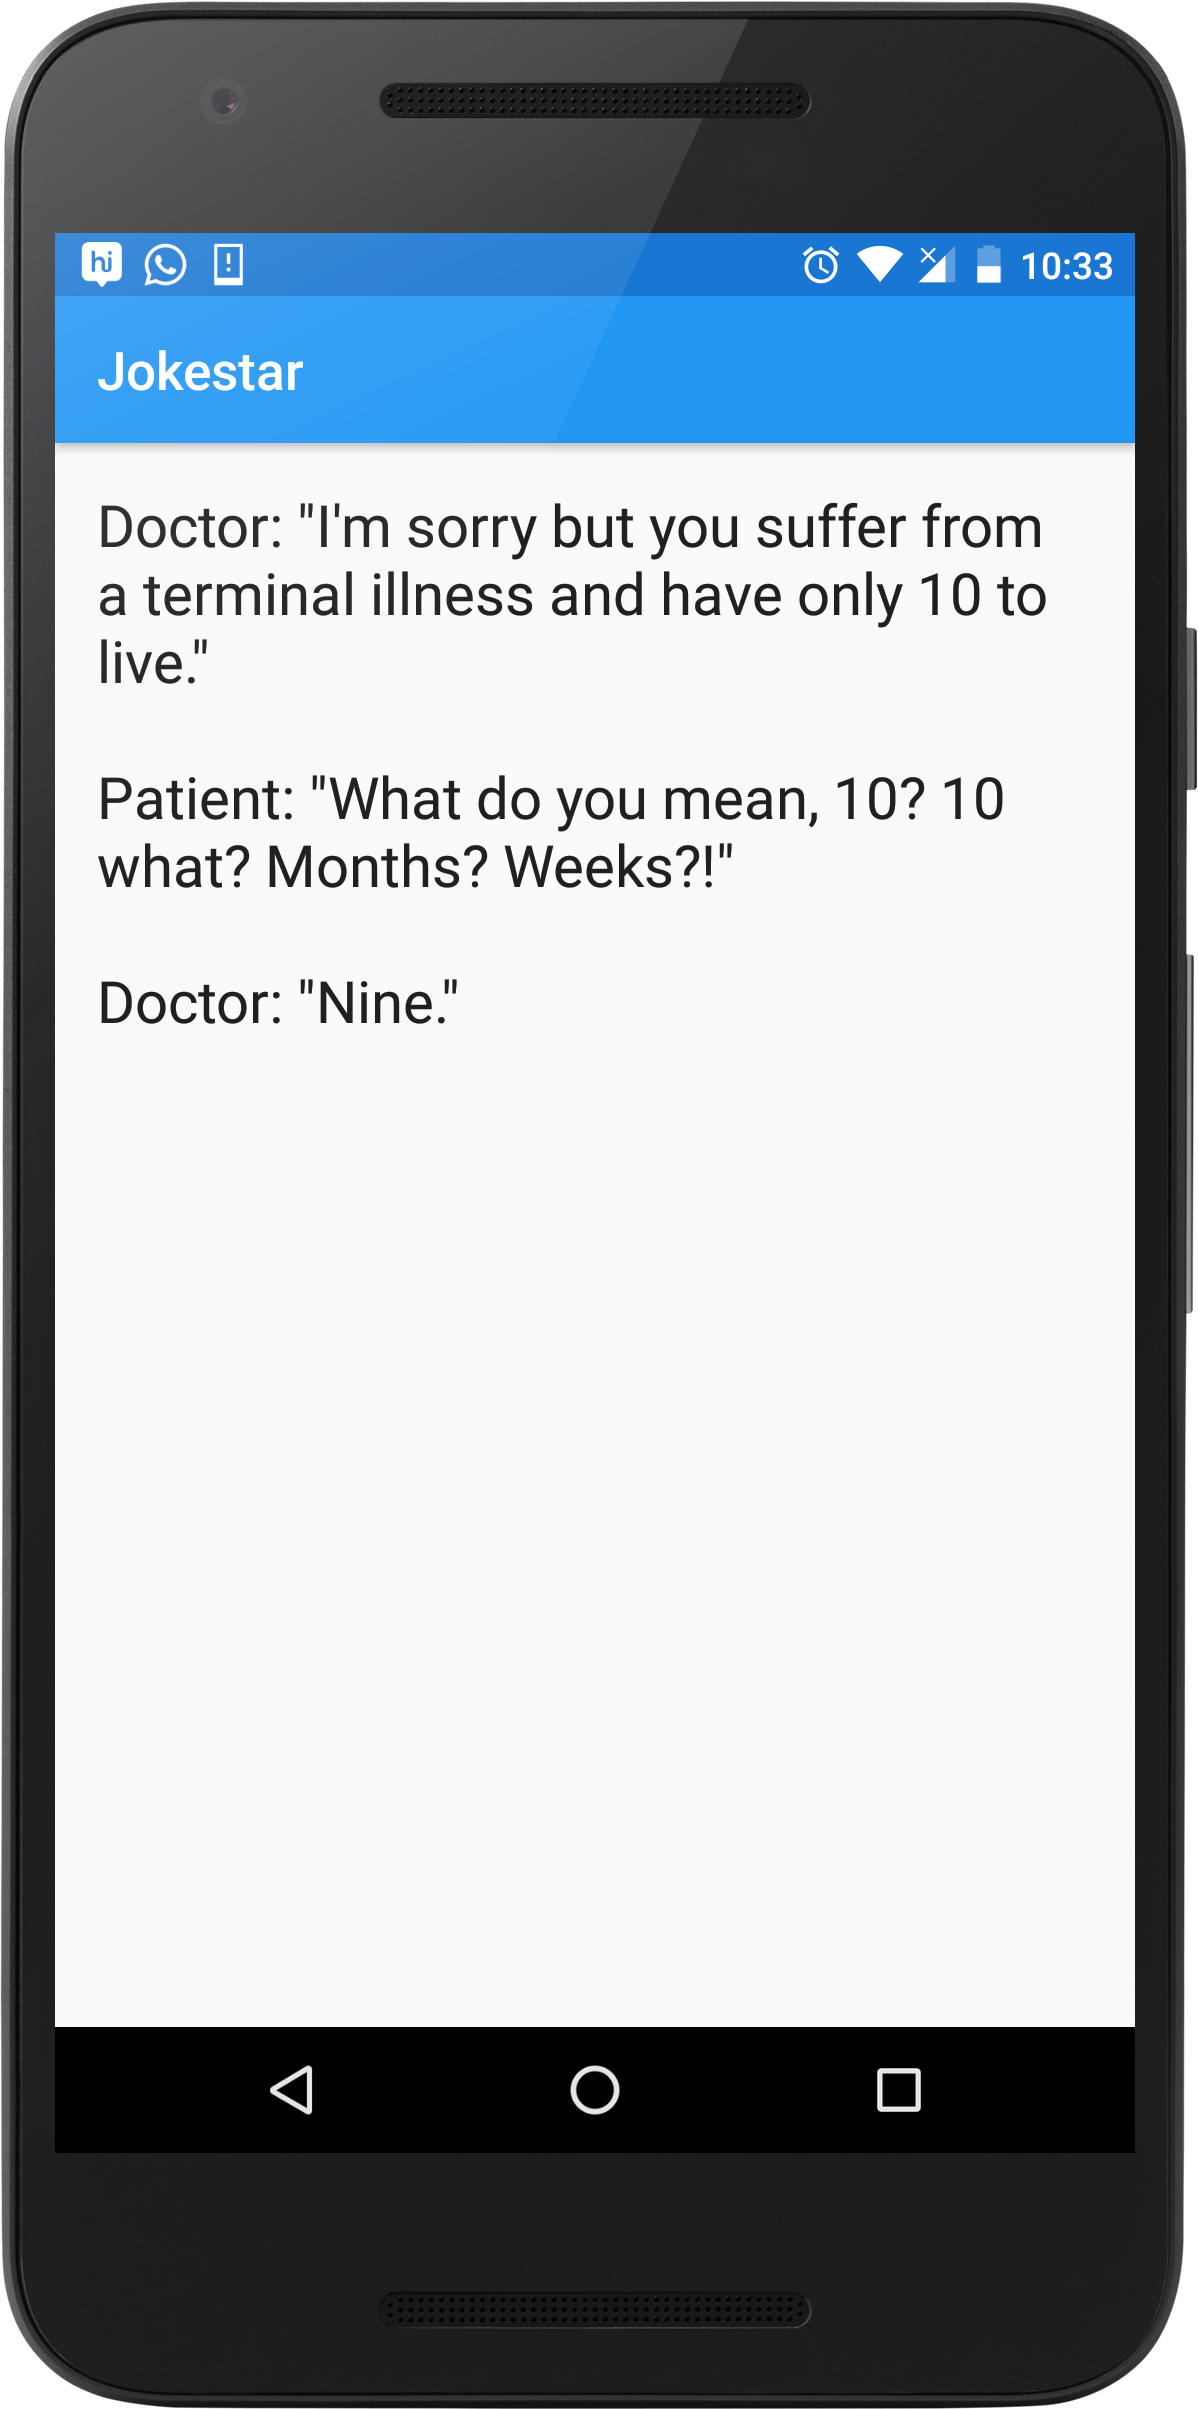 hi 10:33
Jokestar
Doctor: "I'm sorry but you suffer from
a terminal illness and have only 10 to
live."
Patient: "What do you mean, 10? 10
what? Months? Weeks?!"
Doctor: "Nine."